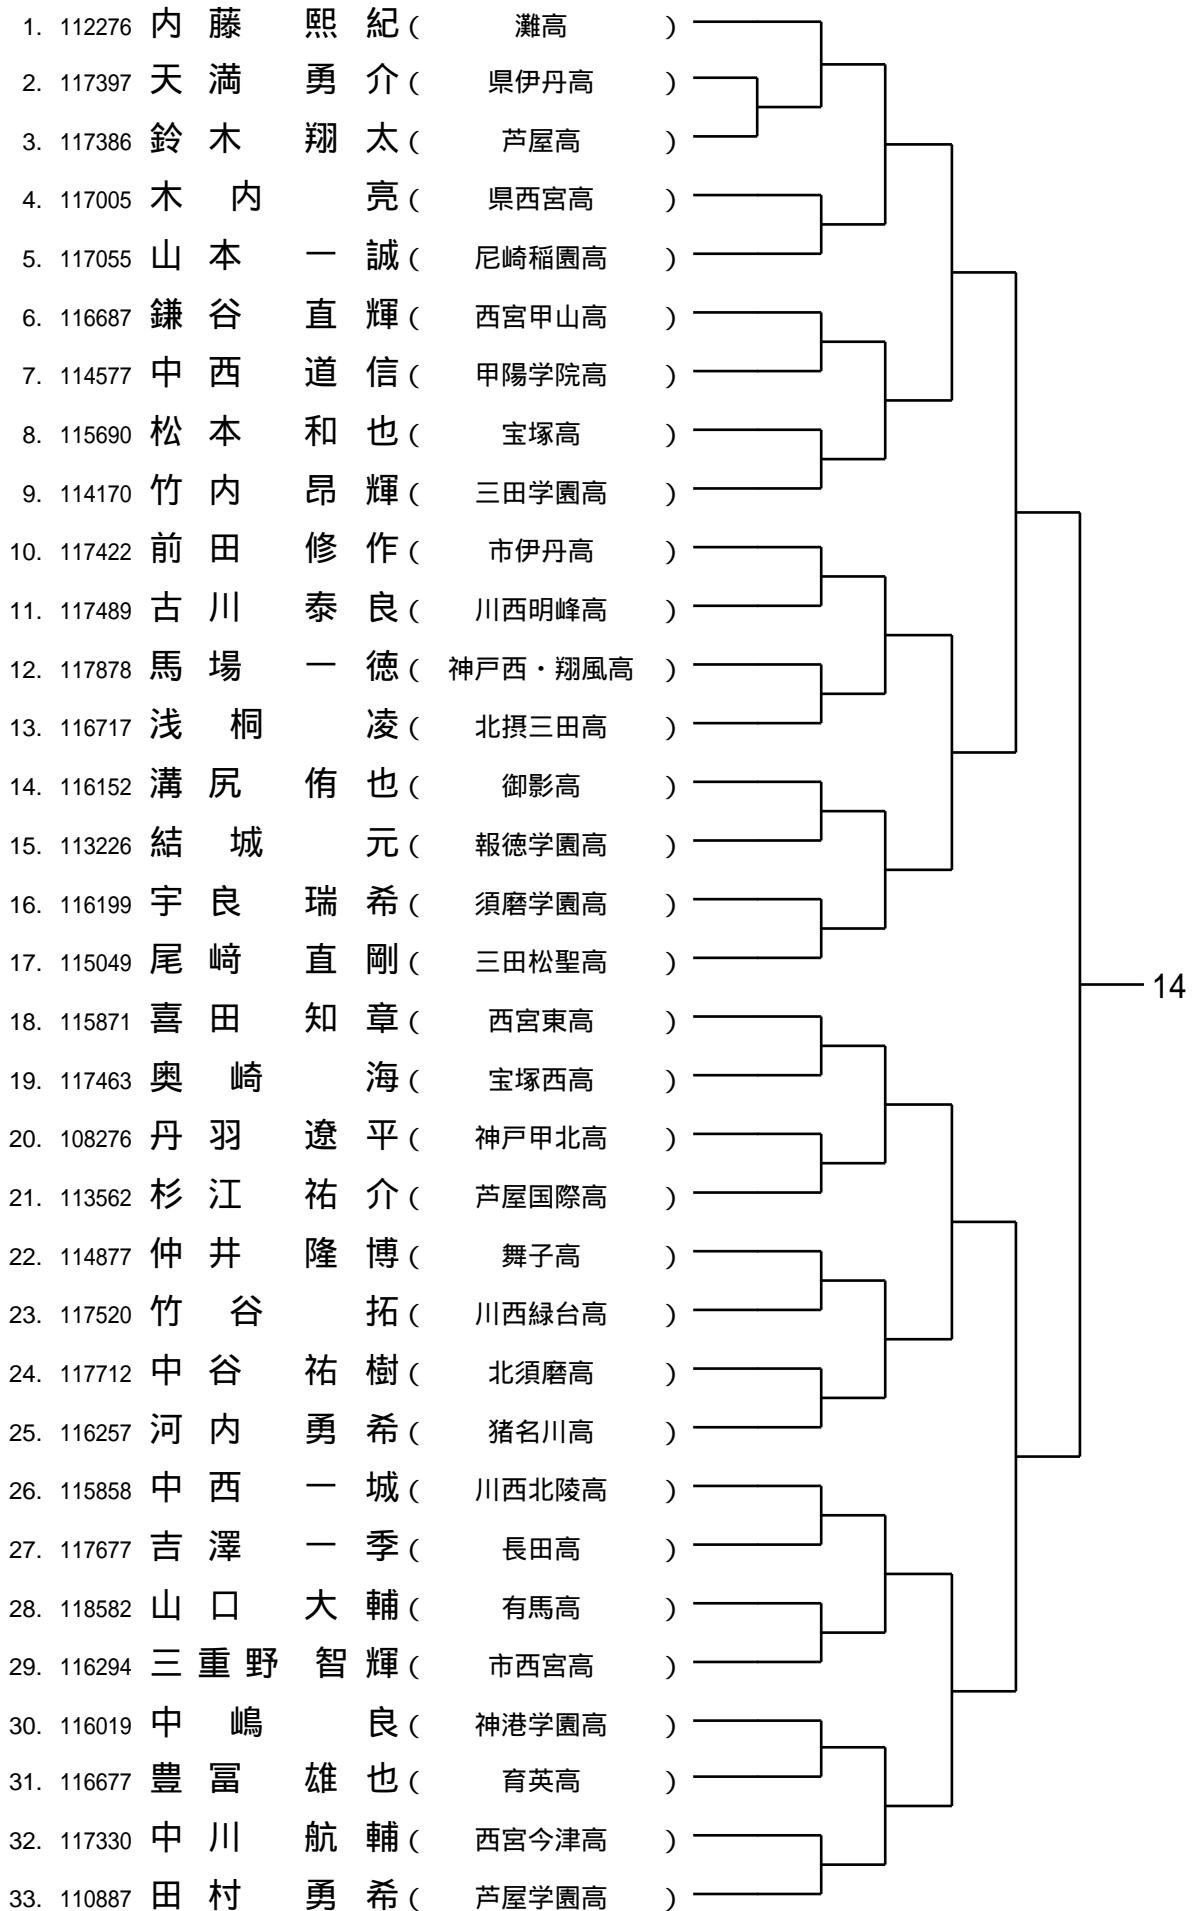 1. 112276 内藤 熙紀 ( 灘高 )
2. 117397 天満 勇介 ( 県伊丹高 )
3. 117386 鈴木 翔太 ( 芦屋高 )
4. 117005 木内 亮 ( 県西宮高 )
5. 117055 山本 一誠 ( 尼崎稲園高 )
6. 116687 鎌谷 直輝 ( 西宮甲山高 )
7. 114577 中西 道信 ( 甲陽学院高 )
8. 115690 松本 和也 ( 宝塚高 )
9. 114170 竹内 昂輝 ( 三田学園高 )
10. 117422 前田 修作 ( 市伊丹高 )
11. 117489 古川 泰良 ( 川西明峰高 )
12. 117878 馬場 一徳 ( 神戸西・翔風高 )
13. 116717 浅桐 凌 ( 北摂三田高 )
14. 116152 溝尻 侑也 ( 御影高 )
15. 113226 結城 元 ( 報徳学園高 )
16. 116199 宇良 瑞希 ( 須磨学園高 )
17. 115049 尾﨑 直剛 ( 三田松聖高 )
14
18. 115871 喜田 知章 ( 西宮東高 )
19. 117463 奥崎 海 ( 宝塚西高 )
20. 108276 丹羽 遼平 ( 神戸甲北高 )
21. 113562 杉江 祐介 ( 芦屋国際高 )
22. 114877 仲井 隆博 ( 舞子高 )
23. 117520 竹谷 拓 ( 川西緑台高 )
24. 117712 中谷 祐樹 ( 北須磨高 )
25. 116257 河内 勇希 ( 猪名川高 )
26. 115858 中西 一城 ( 川西北陵高 )
27. 117677 吉澤 一季 ( 長田高 )
28. 118582 山口 大輔 ( 有馬高 )
29. 116294 三重野 智輝 ( 市西宮高 )
30. 116019 中嶋 良 ( 神港学園高 )
31. 116677 豊冨 雄也 ( 育英高 )
32. 117330 中川 航輔 ( 西宮今津高 )
33. 110887 田村 勇希 ( 芦屋学園高 )